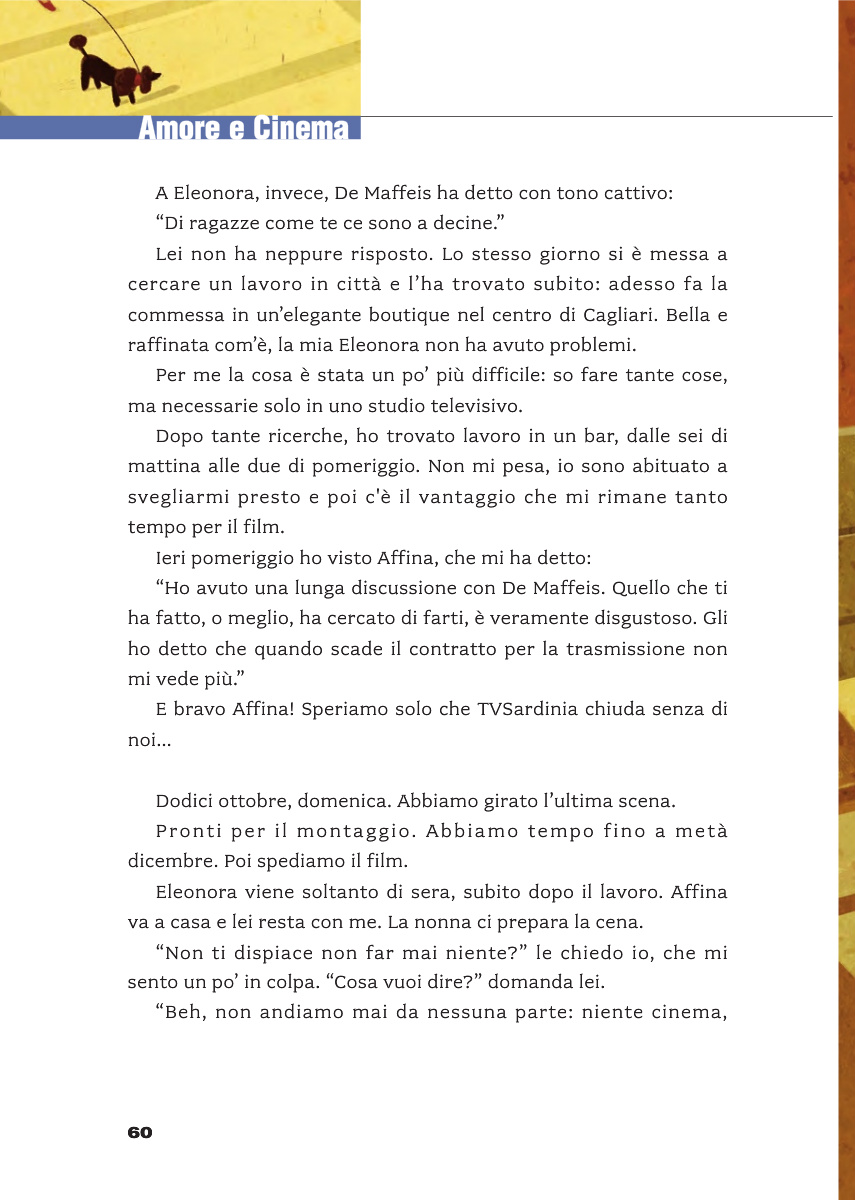 Amore e Cinema
A Eleonora, invece, De Maffeis ha detto con tono cattivo:
“Di ragazze come te ce sono a decine.”
Lei non ha neppure risposto. Lo stesso giorno si è messa a
cercare un lavoro in città e l’ha trovato subito: adesso fa la
commessa in un’elegante boutique nel centro di Cagliari. Bella e
raffinata com’è, la mia Eleonora non ha avuto problemi.
Per me la cosa è stata un po’ più difficile: so fare tante cose,
ma necessarie solo in uno studio televisivo.
Dopo tante ricerche, ho trovato lavoro in un bar, dalle sei di
mattina alle due di pomeriggio. Non mi pesa, io sono abituato a
svegliarmi presto e poi c'è il vantaggio che mi rimane tanto
tempo per il film.
Ieri pomeriggio ho visto Affina, che mi ha detto:
“Ho avuto una lunga discussione con De Maffeis. Quello che ti
ha fatto, o meglio, ha cercato di farti, è veramente disgustoso. Gli
ho detto che quando scade il contratto per la trasmissione non
mi vede più.”
E bravo Affina! Speriamo solo che TVSardinia chiuda senza di
noi...
Dodici ottobre, domenica. Abbiamo girato l’ultima scena.
Pronti per il montaggio. Abbiamo tempo fino a metà
dicembre. Poi spediamo il film.
Eleonora viene soltanto di sera, subito dopo il lavoro. Affina
va a casa e lei resta con me. La nonna ci prepara la cena.
“Non ti dispiace non far mai niente?” le chiedo io, che mi
sento un po’ in colpa. “Cosa vuoi dire?” domanda lei.
“Beh, non andiamo mai da nessuna parte: niente cinema,
60